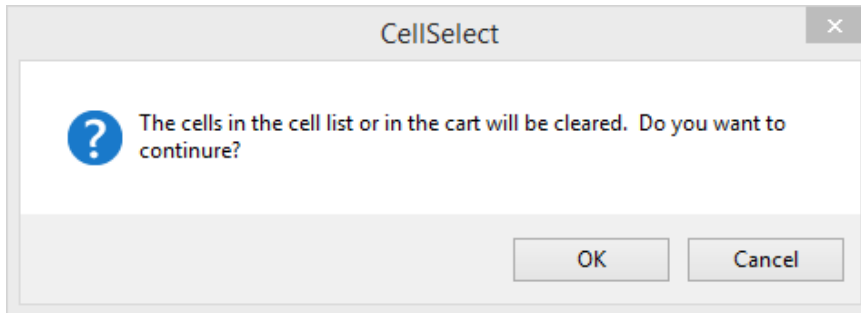 CellSelect
The cells in the cell list or in the cart will be cleared.  Do you want to
continure?
OK
Cancel